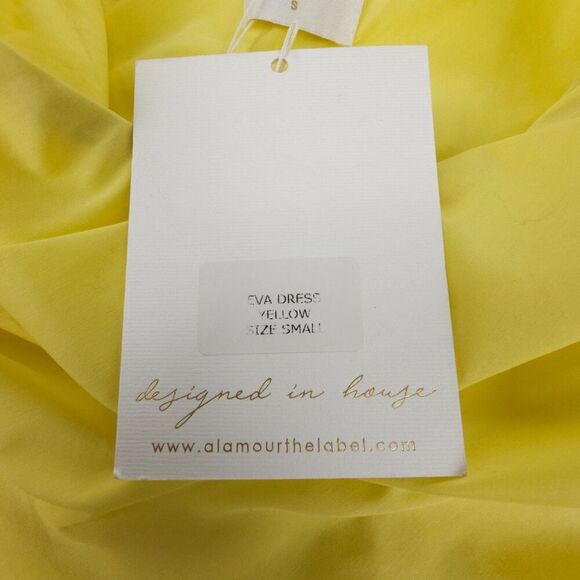 S
EVA DRESS
YELLOW
SIZE SMALL
designed in house
www.alamourthelabel.com